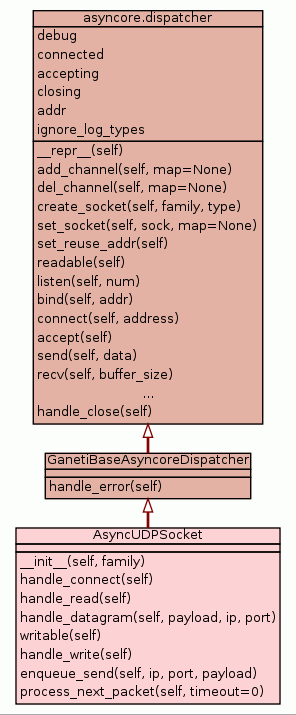 asyncore.dispatcher
debug
connected
accepting
closing
addr
ignore_log_types
__repr__(self)
add_channel(self, map=None)
del_channel(self, map=None)
create_socket(self, family, type)
set_socket(self, sock, map=None)
set_reuse_addr(self)
readable(self)
listen(self, num)
bind(self, addr)
connect(self, address)
accept(self)
send(self, data)
recv(self, buffer_size)
...
handle_close(self)
GanetiBaseAsyncoreDispatcher
handle_error(self)
AsyncUDPSocket
__init__(self, family)
handle_connect(self)
handle_read(self)
handle_datagram(self, payload, ip, port)
writable(self)
handle_write(self)
enqueue_send(self, ip, port, payload)
process_next_packet(self, timeout=0)